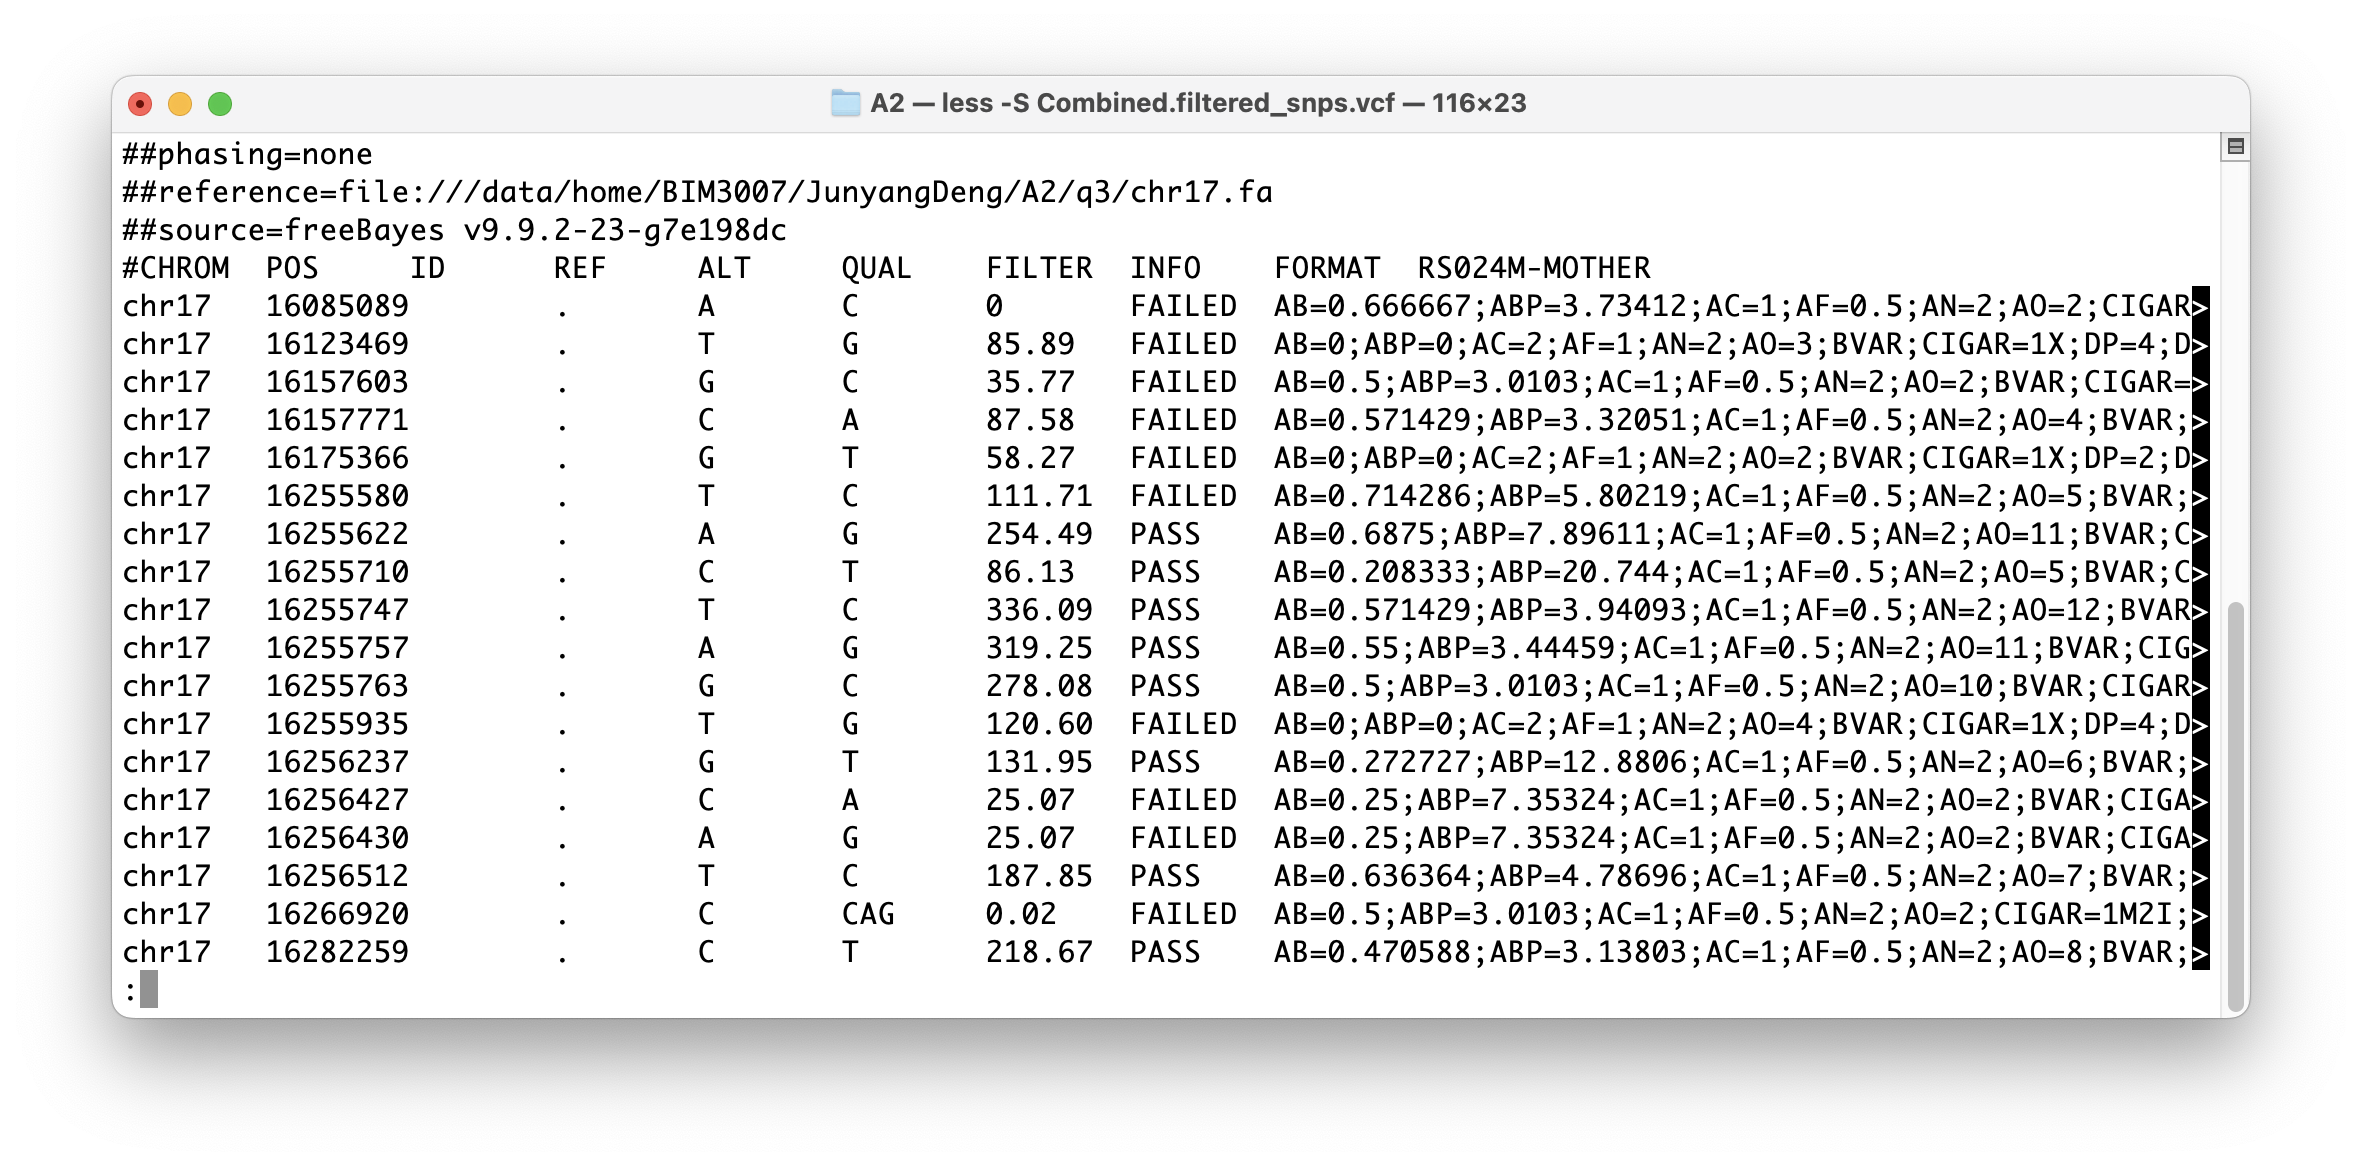 A2 — less -S Combined.filtered_snps.vcf — 116×23
##phasing=none
##reference=file:///data/home/BIM3007/JunyangDeng/A2/q3/chr17.fa
##source=freeBayes v9.9.2-23-g7e198dc
#CHROM POS ID REF ALT QUAL FILTER INFO FORMAT RS024M-MOTHER
chr17 16085089 . A C 0 FAILED AB=0.666667;ABP=3.73412;AC=1;AF=0.5;AN=2;AO=2;CIGAR>
chr17 16123469 . T G 85.89 FAILED AB=0;ABP=0;AC=2;AF=1;AN=2;AO=3;BVAR;CIGAR=1X;DP=4;D>
chr17 16157603 . G C 35.77 FAILED AB=0.5;ABP=3.0103;AC=1;AF=0.5;AN=2;AO=2;BVAR;CIGAR=>
chr17 16157771 . C A 87.58 FAILED AB=0.571429;ABP=3.32051;AC=1;AF=0.5;AN=2;AO=4;BVAR;>
chr17 16175366 . G T 58.27 FAILED AB=0;ABP=0;AC=2;AF=1;AN=2;AO=2;BVAR;CIGAR=1X;DP=2;D>
chr17 16255580 . T C 111.71 FAILED AB=0.714286;ABP=5.80219;AC=1;AF=0.5;AN=2;AO=5;BVAR;>
chr17 16255622 . A G 254.49 PASS AB=0.6875;ABP=7.89611;AC=1;AF=0.5;AN=2;AO=11;BVAR;C>
chr17 16255710 . C T 86.13 PASS AB=0.208333;ABP=20.744;AC=1;AF=0.5;AN=2;AO=5;BVAR;C>
chr17 16255747 . T C 336.09 PASS AB=0.571429;ABP=3.94093;AC=1;AF=0.5;AN=2;AO=12;BVAR>
chr17 16255757 . A G 319.25 PASS AB=0.55;ABP=3.44459;AC=1;AF=0.5;AN=2;AO=11;BVAR;CIG>
chr17 16255763 . G C 278.08 PASS AB=0.5;ABP=3.0103;AC=1;AF=0.5;AN=2;AO=10;BVAR;CIGAR>
chr17 16255935 . T G 120.60 FAILED AB=0;ABP=0;AC=2;AF=1;AN=2;AO=4;BVAR;CIGAR=1X;DP=4;D>
chr17 16256237 . G T 131.95 PASS AB=0.272727;ABP=12.8806;AC=1;AF=0.5;AN=2;AO=6;BVAR;>
chr17 16256427 . C A 25.07 FAILED AB=0.25;ABP=7.35324;AC=1;AF=0.5;AN=2;AO=2;BVAR;CIGA>
chr17 16256430 . A G 25.07 FAILED AB=0.25;ABP=7.35324;AC=1;AF=0.5;AN=2;AO=2;BVAR;CIGA>
chr17 16256512 . T C 187.85 PASS AB=0.636364;ABP=4.78696;AC=1;AF=0.5;AN=2;AO=7;BVAR;>
chr17 16266920 . C CAG 0.02 FAILED AB=0.5;ABP=3.0103;AC=1;AF=0.5;AN=2;AO=2;CIGAR=1M2I;>
chr17 16282259 . C T 218.67 PASS AB=0.470588;ABP=3.13803;AC=1;AF=0.5;AN=2;AO=8;BVAR;>
: